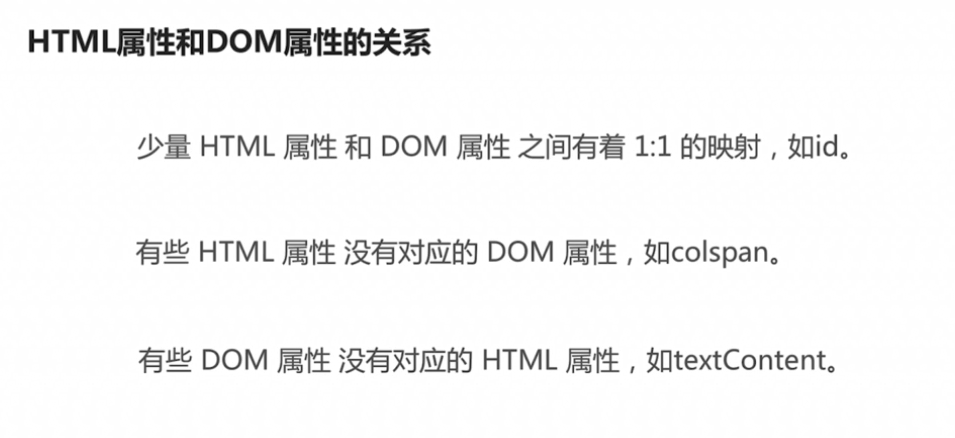 HTML属性和DOM属性的关系
少量 HTML 属性 和 DOM 属性 之间有着 1:1 的映射，如id。
有些 HTML 属性 没有对应的 DOM 属性，如colspan。
有些 DOM 属性 没有对应的 HTML 属性，如textContent。